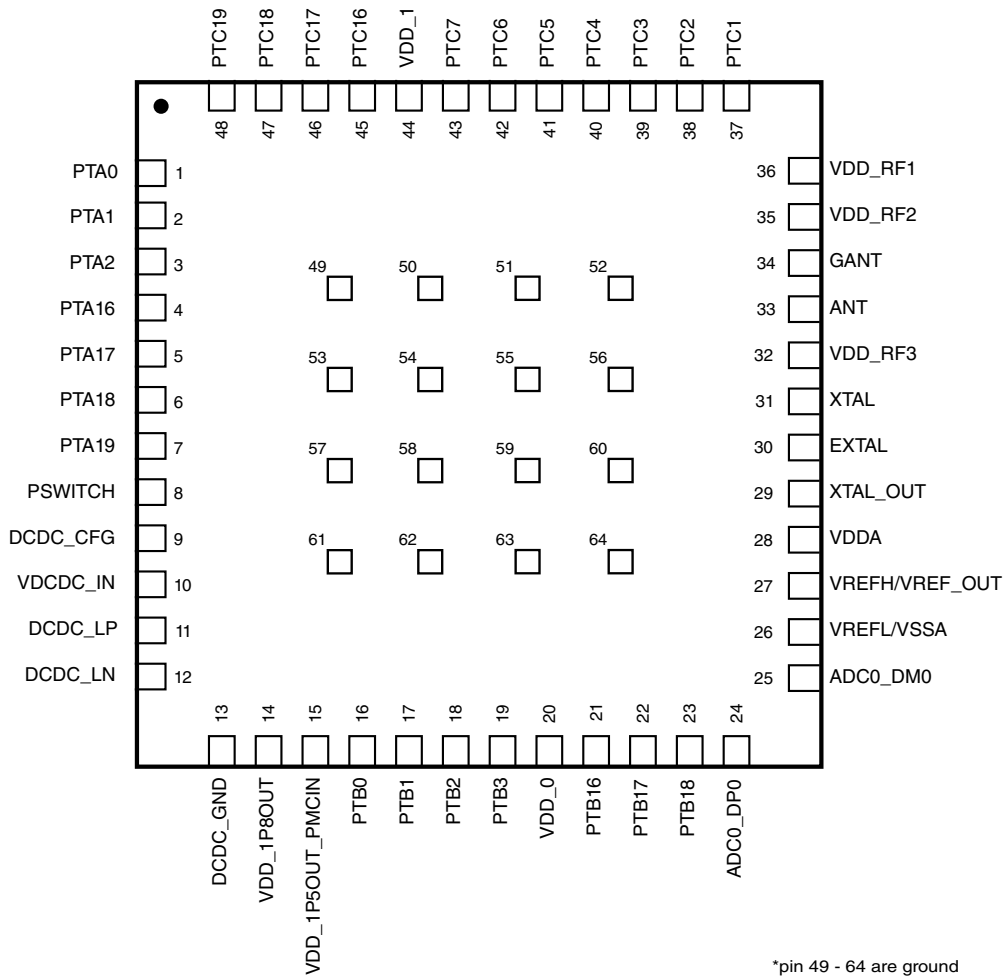 PTC19
PTC18
PTC17
PTC16
VDD_1
PTC7
PTC6
PTC5
PTC4
PTC3
PTC2
PTC1
48
47
46
45
44
43
42
41
40
39
38
37
PTA0 1
PTA1 2
PTA2 3
PTA16 4
PTA17 5
PTA18 6
PTA19 7
PSWITCH 8
DCDC_CFG 9
VDCDC_IN 10
DCDC_LP 11
DCDC_LN 12
49 50 51 52
53 54 55 56
57 58 59 60
61 62 63 64
36 VDD_RF1
35 VDD_RF2
34 GANT
33 ANT
32 VDD_RF3
31 XTAL
30 EXTAL
29 XTAL_OUT
28 VDDA
27 VREFH/VREF_OUT
26 VREFL/VSSA
25 ADC0_DM0
13
14
15
16
17
18
19
20
21
22
23
24
DCDC_GND
VDD_1P8OUT
VDD_1P5OUT_PMCIN
PTB0
PTB1
PTB2
PTB3
VDD_0
PTB16
PTB17
PTB18
ADC0_DP0
*pin 49 - 64 are ground